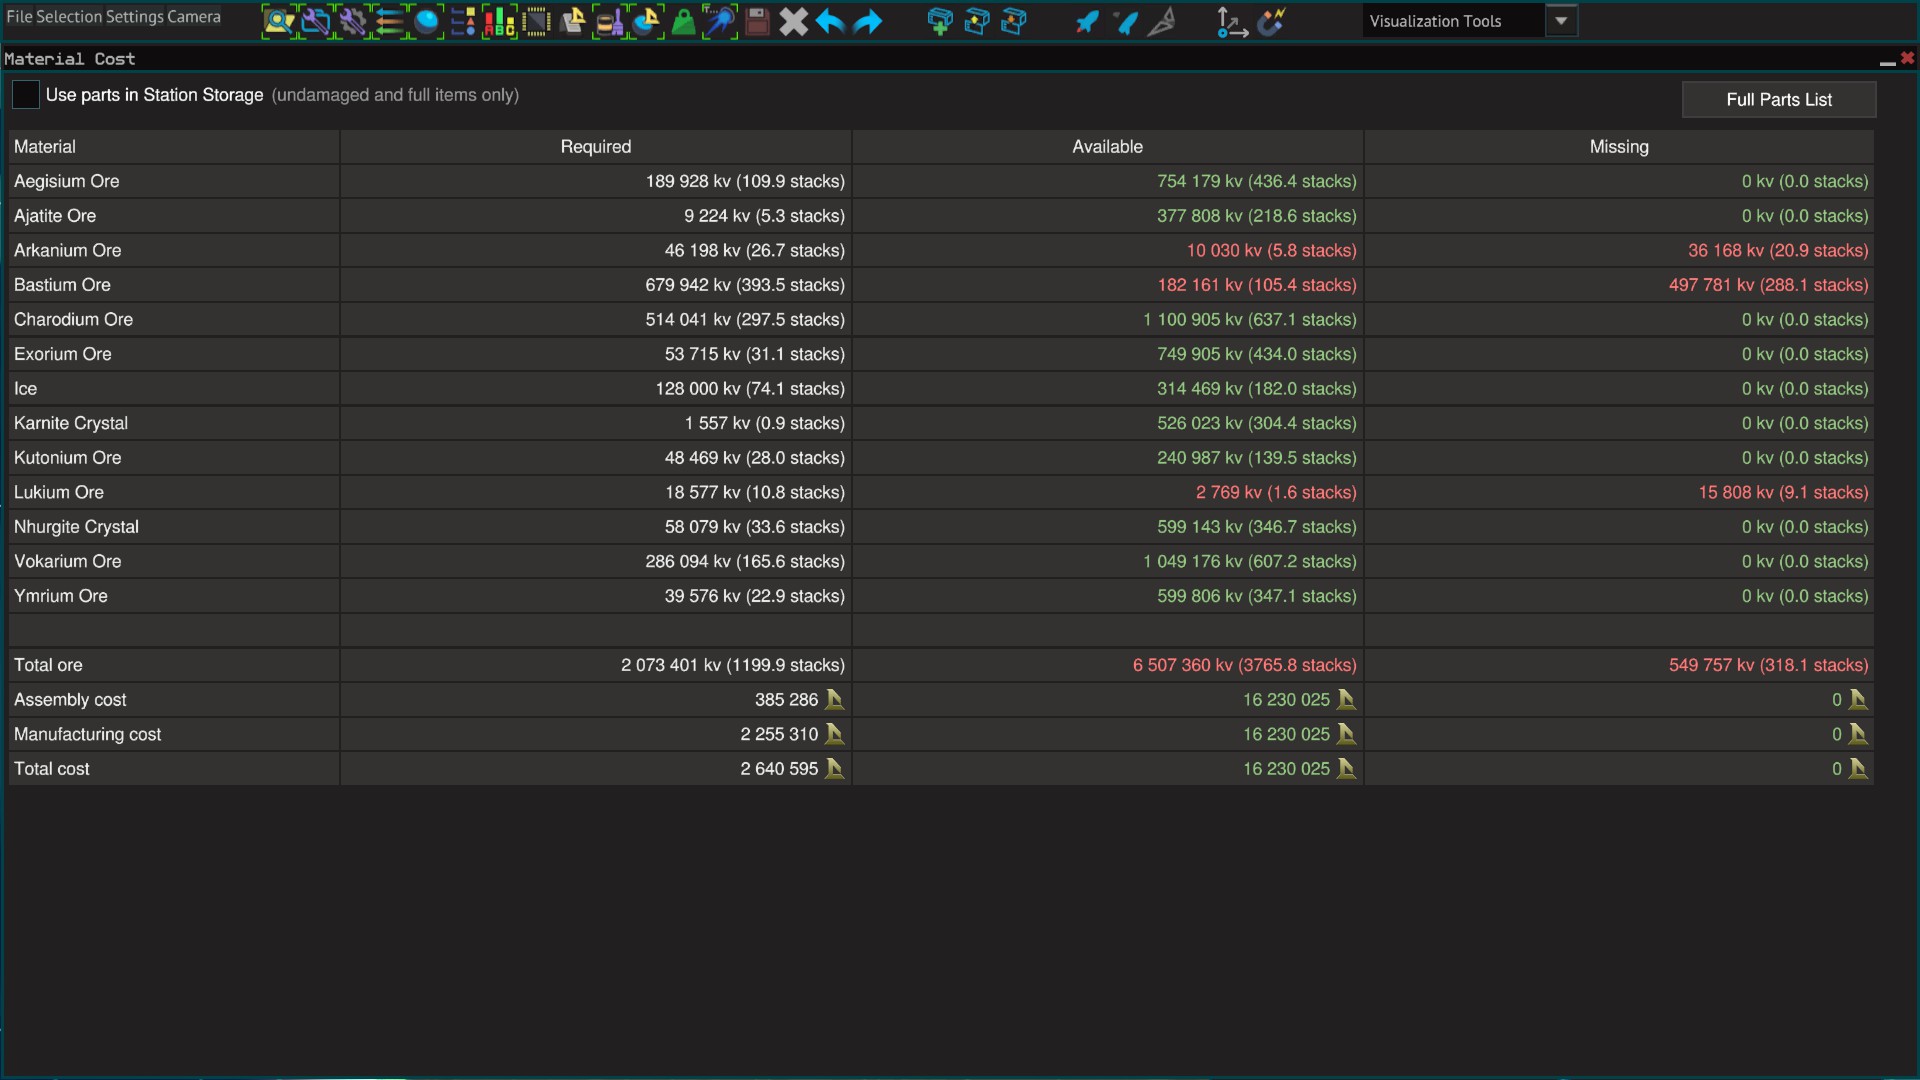 File Selection Settings Camera
ABC
Visualization Tools
Material Cost
Use parts in Station Storage (undamaged and full items only)
Full Parts List
Material Required Available Missing
Aegisium Ore 189 928 kv (109.9 stacks) 754 179 kv (436.4 stacks) 0 kv (0.0 stacks)
Ajatite Ore 9 224 kv (5.3 stacks) 377 808 kv (218.6 stacks) 0 kv (0.0 stacks)
Arkanium Ore 46 198 kv (26.7 stacks) 10 030 kv (5.8 stacks) 36 168 kv (20.9 stacks)
Bastium Ore 679 942 kv (393.5 stacks) 182 161 kv (105.4 stacks) 497 781 kv (288.1 stacks)
Charodium Ore 514 041 kv (297.5 stacks) 1 100 905 kv (637.1 stacks) 0 kv (0.0 stacks)
Exorium Ore 53 715 kv (31.1 stacks) 749 905 kv (434.0 stacks) 0 kv (0.0 stacks)
Ice 128 000 kv (74.1 stacks) 314 469 kv (182.0 stacks) 0 kv (0.0 stacks)
Karnite Crystal 1 557 kv (0.9 stacks) 526 023 kv (304.4 stacks) 0 kv (0.0 stacks)
Kutonium Ore 48 469 kv (28.0 stacks) 240 987 kv (139.5 stacks) 0 kv (0.0 stacks)
Lukium Ore 18 577 kv (10.8 stacks) 2 769 kv (1.6 stacks) 15 808 kv (9.1 stacks)
Nhurgite Crystal 58 079 kv (33.6 stacks) 599 143 kv (346.7 stacks) 0 kv (0.0 stacks)
Vokarium Ore 286 094 kv (165.6 stacks) 1 049 176 kv (607.2 stacks) 0 kv (0.0 stacks)
Ymrium Ore 39 576 kv (22.9 stacks) 599 806 kv (347.1 stacks) 0 kv (0.0 stacks)
Total ore 2 073 401 kv (1199.9 stacks) 6 507 360 kv (3765.8 stacks) 549 757 kv (318.1 stacks)
Assembly cost 385 286 16 230 025 0
Manufacturing cost 2 255 310 16 230 025 0
Total cost 2 640 595 16 230 025 0